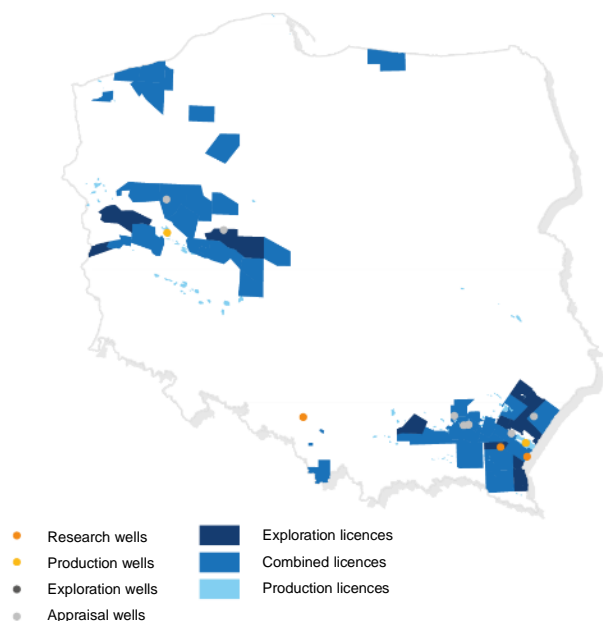 Research wells
Production wells
Exploration wells
Appraisal wells
Exploration licences
Combined licences
Production licences